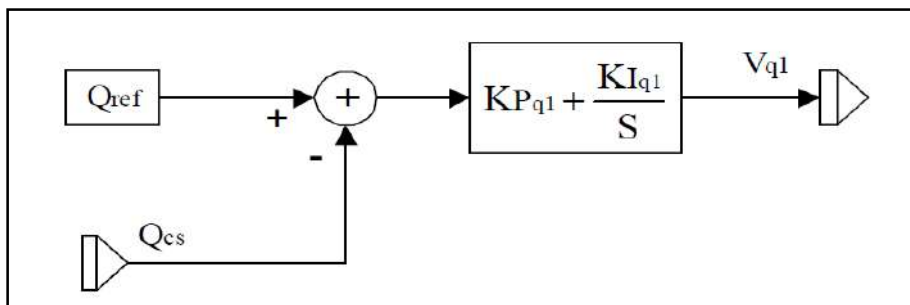 Qref
+
+
-
KPq1 + KIq1/S
Vq1
Qcs